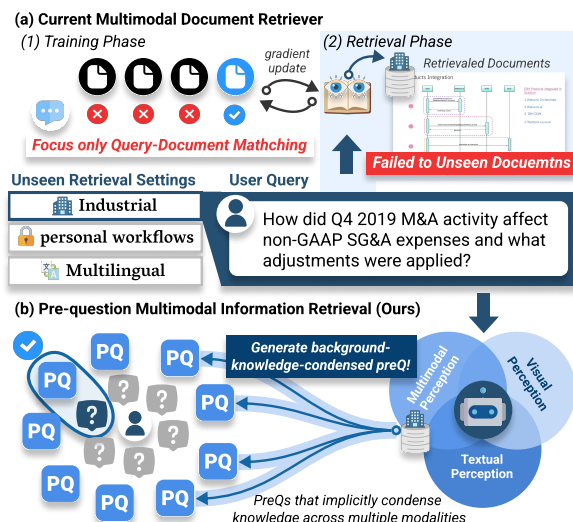 (a) Current Multimodal Document Retriever
(1) Training Phase
gradient
update
(2) Retrieval Phase
Retrievaled Documents
ducts Integration
Focus only Query-Document Mathching
Failed to Unseen Docuemtns
Unseen Retrieval Settings
User Query
Industrial
personal workflows
Multilingual
How did Q4 2019 M&A activity affect
non-GAAP SG&A expenses and what
adjustments were applied?
(b) Pre-question Multimodal Information Retrieval (Ours)
Generate background-
knowledge-condensed preQ!
PQ
PQ
PQ
PQ
PQ
PQ
PQ
PQ
PQ
?
?
?
?
?
?
?
Multimodal
Perception
Visual
Perception
Textual
Perception
PreQs that implicitly condense
knowledge across multiple modalities